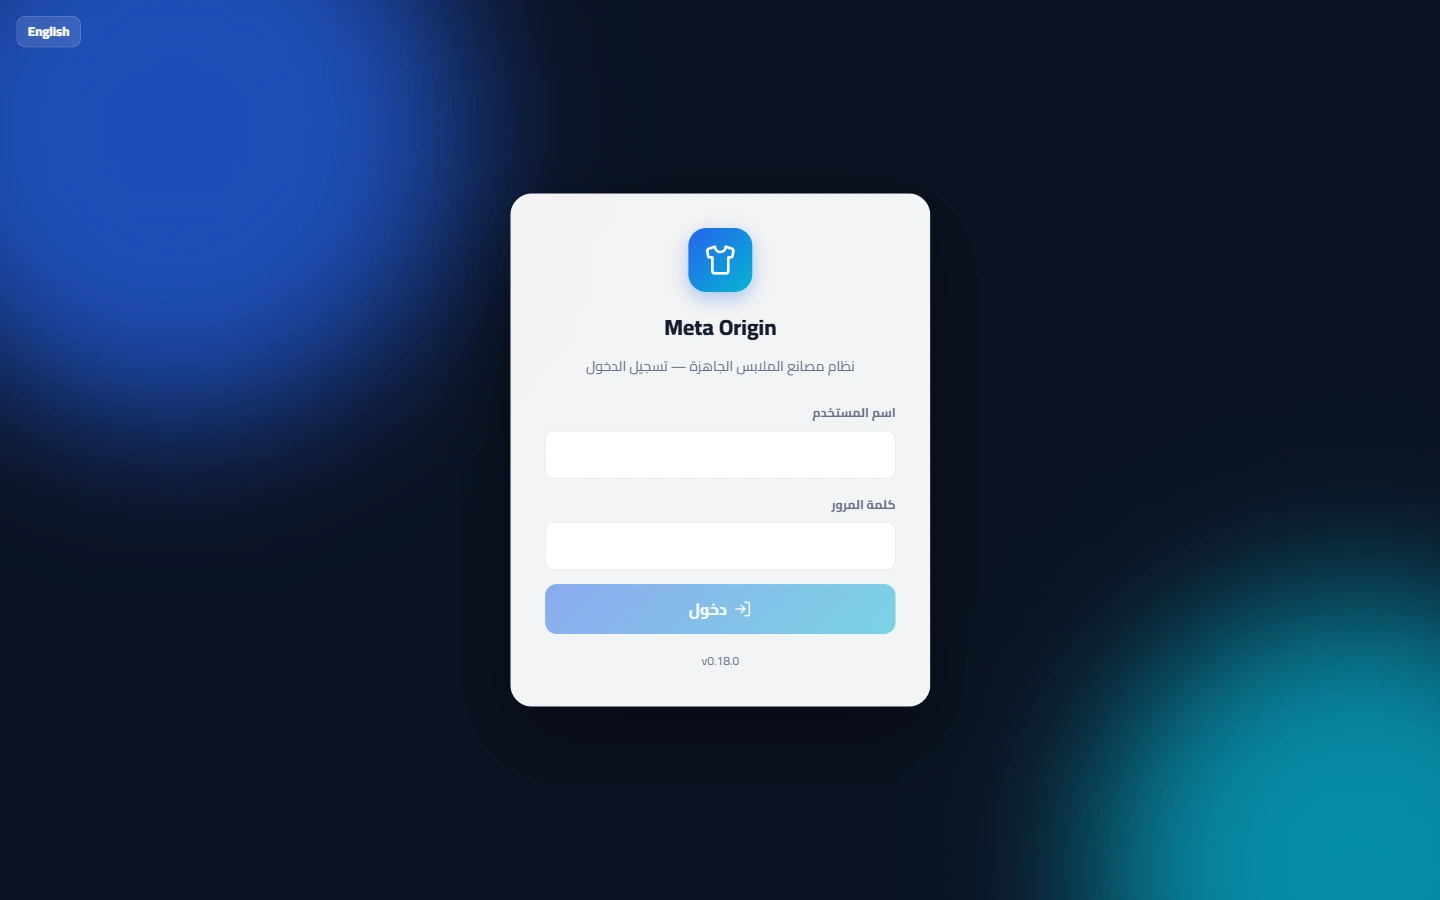 English
Meta Origin
نظام مصانع الملابس الجاهزة — تسجيل الدخول
اسم المستخدم
كلمة المرور
دخول
v0.18.0